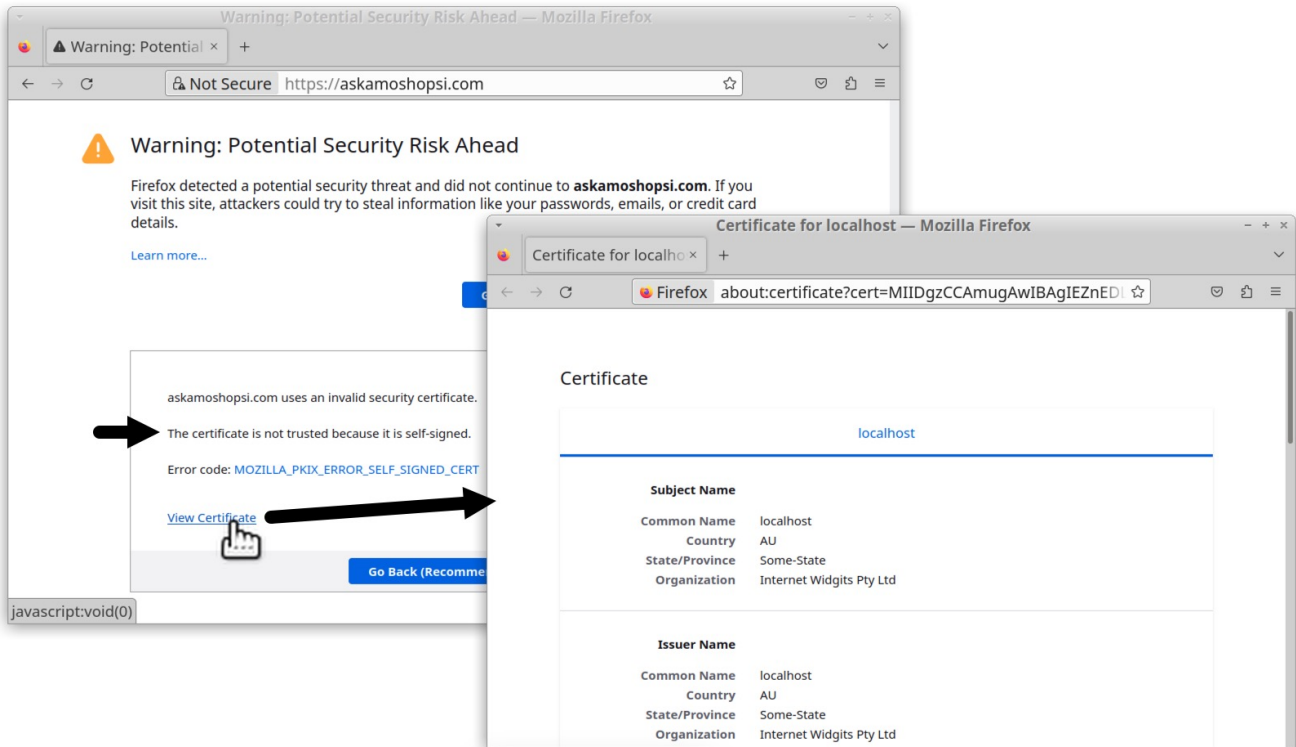 Warning: Potential Security Risk Ahead — Mozilla Firefox
Warning: Potential
Not Secure https://askamoshopsi.com
Warning: Potential Security Risk Ahead
Firefox detected a potential security threat and did not continue to askamoshopsi.com. If you
visit this site, attackers could try to steal information like your passwords, emails, or credit card
details.
Learn more...
askamoshopsi.com uses an invalid security certificate.
The certificate is not trusted because it is self-signed.
Error code: MOZILLA_PKIX_ERROR_SELF_SIGNED_CERT
View Certificate
Go Back (Recomme
javascript:void(0)
Certificate for localhost — Mozilla Firefox
Certificate for localho
Firefox about:certificate?cert=MIIDgzCCAmugAwIBAgIEZnED
Certificate
localhost
Subject Name
Common Name localhost
Country AU
State/Province Some-State
Organization Internet Widgits Pty Ltd
Issuer Name
Common Name localhost
Country AU
State/Province Some-State
Organization Internet Widgits Pty Ltd